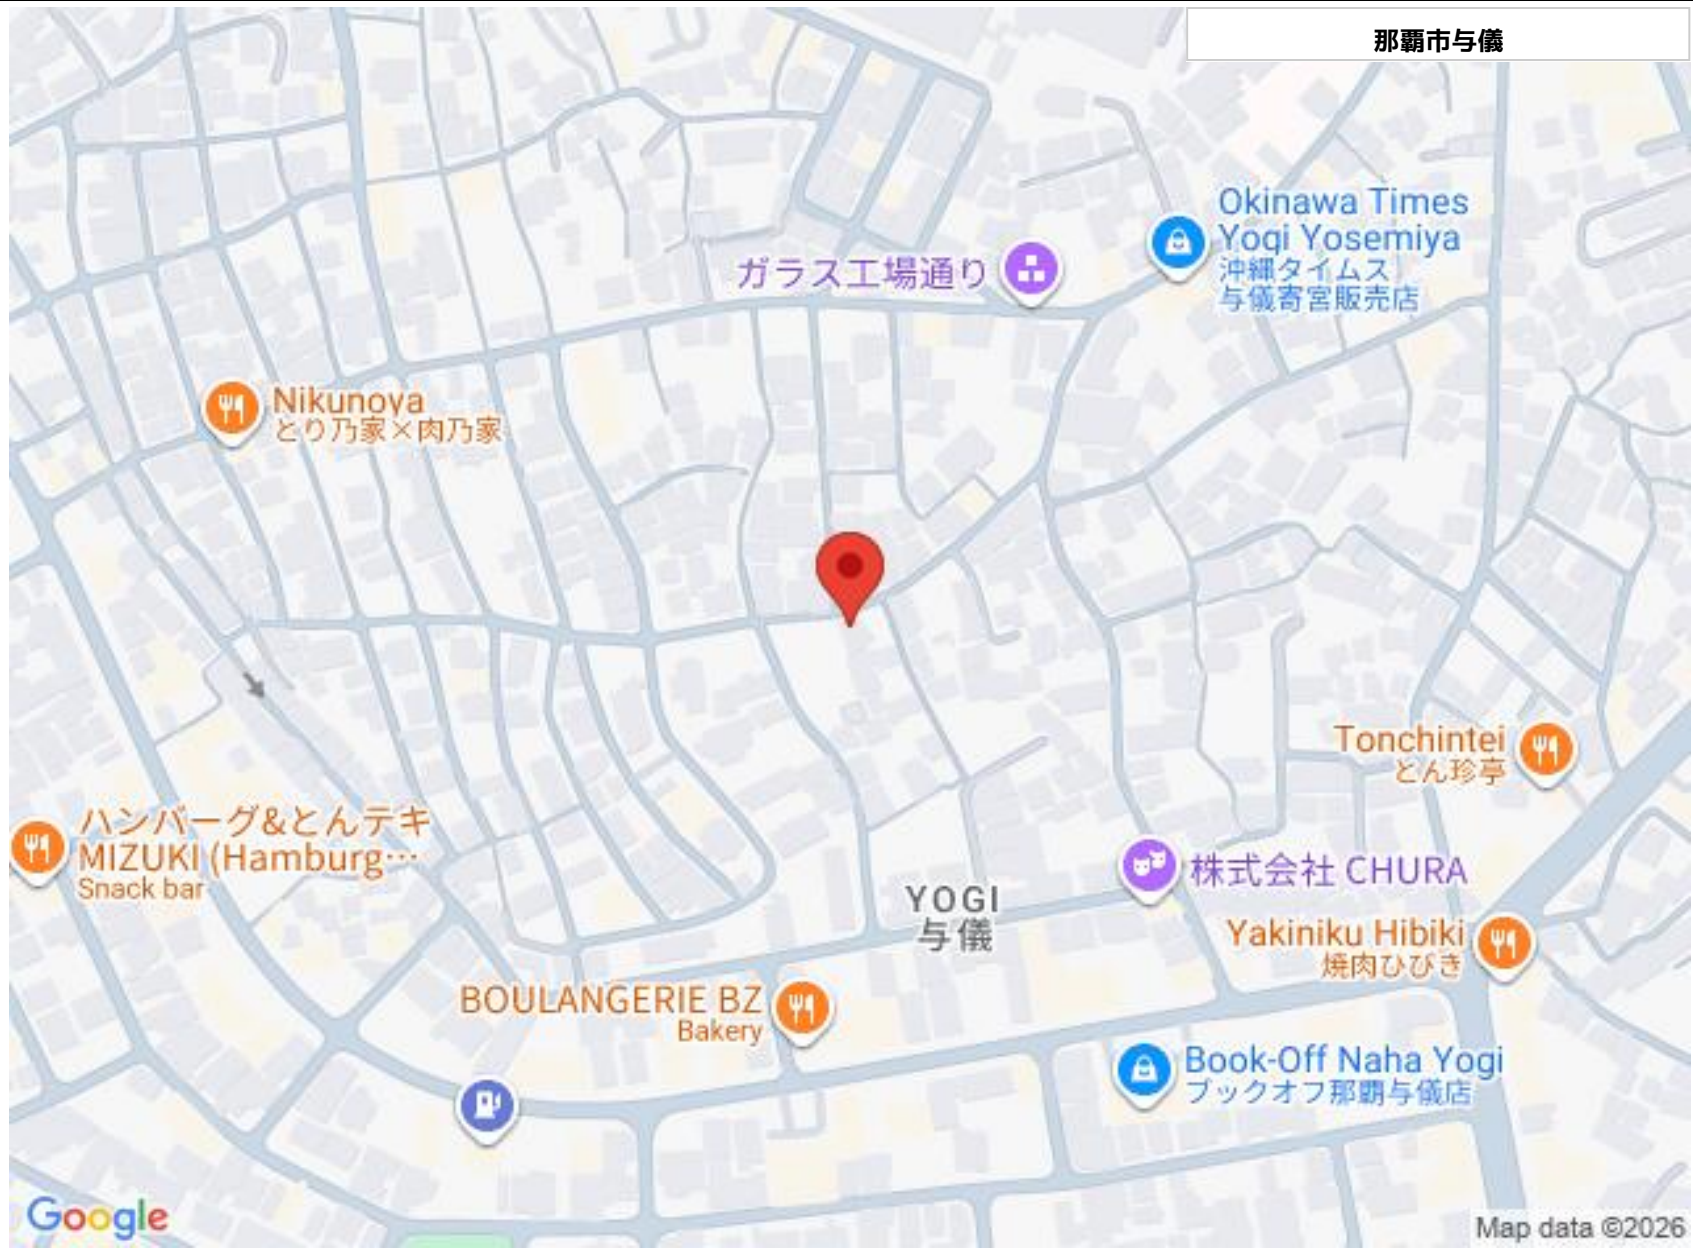 那覇市与儀
Okinawa Times
Yogi Yosemiya
沖縄タイムス
与儀寄宮販売店
ガラス工場通り
Nikunoya
とり乃家×肉乃家
Tonchintei
とん珍亭
ハンバーグ&とんテキ
MIZUKI (Hamburg…
Snack bar
株式会社 CHURA
YOGI
与儀
Yakiniku Hibiki
焼肉ひびき
BOULANGERIE BZ
Bakery
Book-Off Naha Yogi
ブックオフ那覇与儀店
Google
Map data ©2026